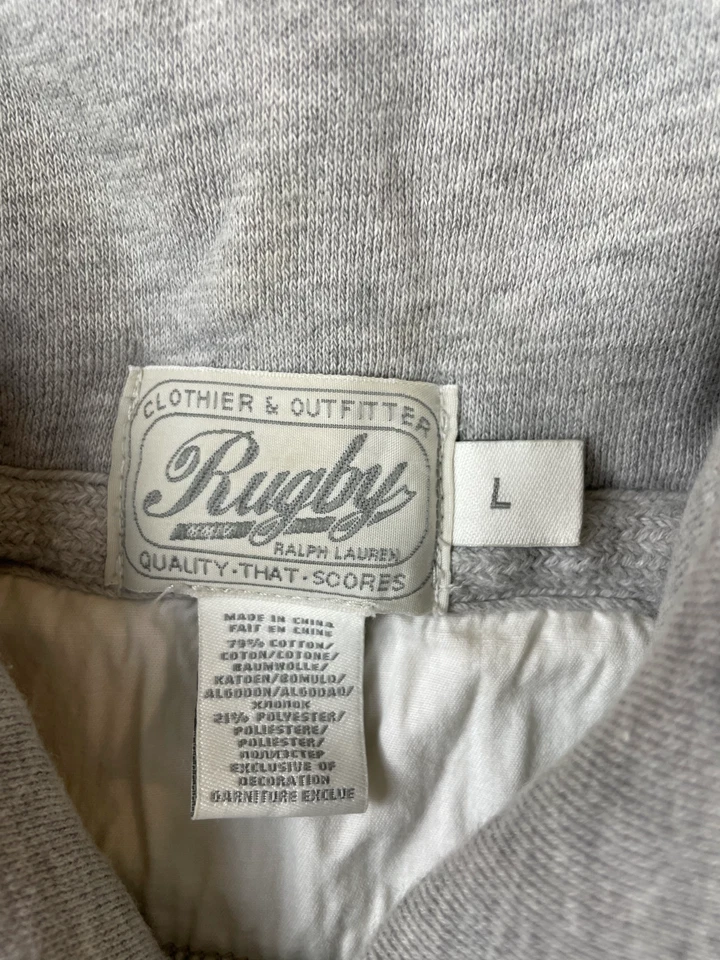 CLOTHIER & OUTFITTER
Rugby
RALPH LAUREN
QUALITY·THAT·SCORES
L
MADE IN CHINA
FAIT EN CHINE
79% COTTON/
COTON/COTONE/
BAUMWOLLE/
KATOEN/BOMULD/
ALGODON/ALGODAO/
ХЛОПОК
21% POLYESTER/
POLIESTERE/
POLIESTER/
ПОЛИЭСТЕР
EXCLUSIVE OF
DECORATION
GARNITURE EXCLUE